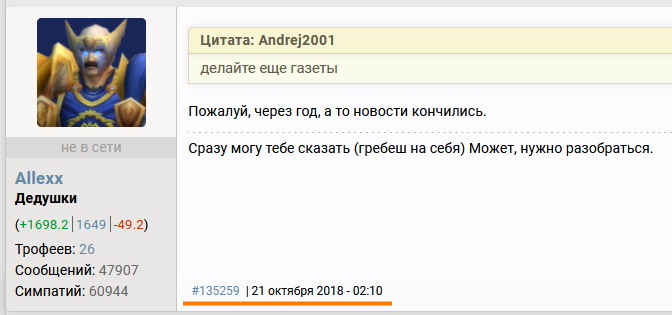 Цитата: Andrej2001
делайте еще газеты
Пожалуй, через год, а то новости кончились.
не в сети
Сразу могу тебе сказать (гребеш на себя) Может, нужно разобраться.
Allexx
Дедушки
(+1698.2|1649|-49.2)
Трофеев: 26
Сообщений: 47907
Симпатий: 60944
#135259 | 21 октября 2018 - 02:10